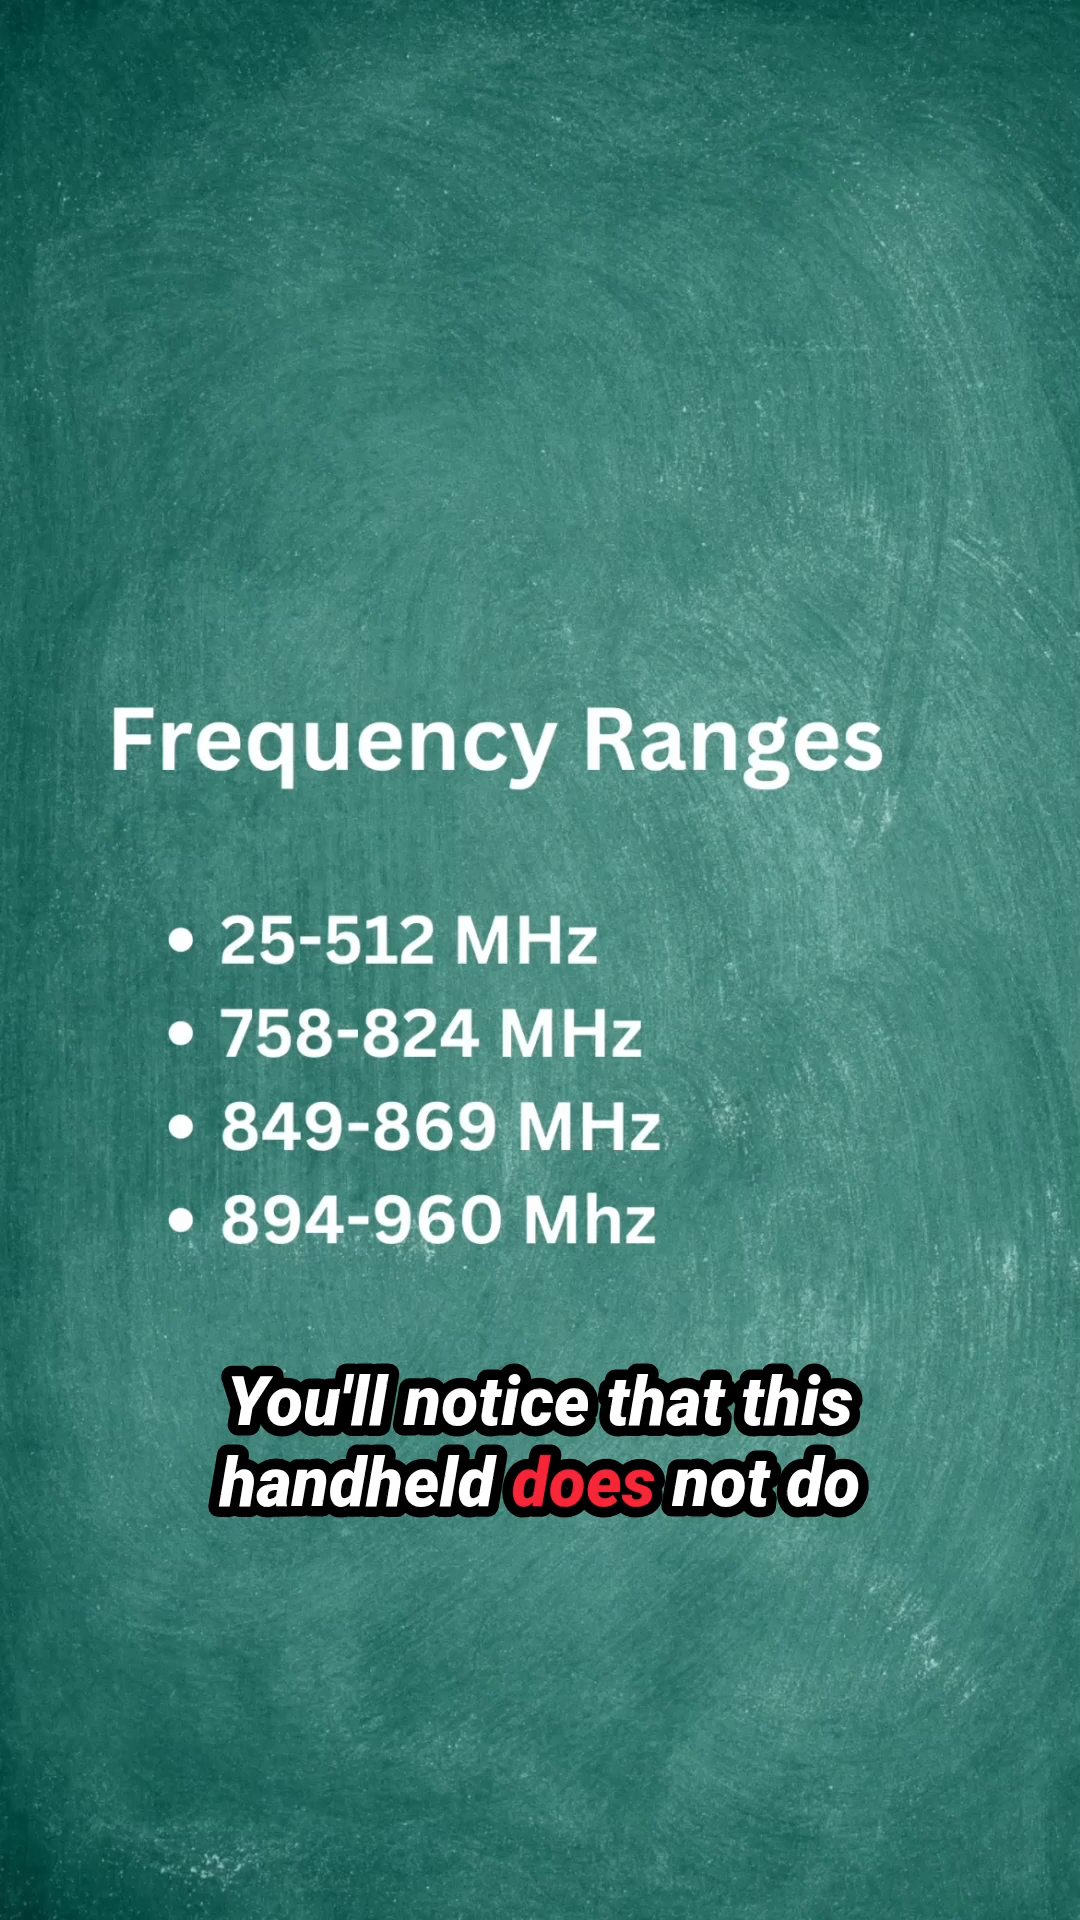 Frequency Ranges
• 25-512 MHz
• 758-824 MHz
• 849-869 MHz
• 894-960 Mhz
You'll notice that this
handheld does not do